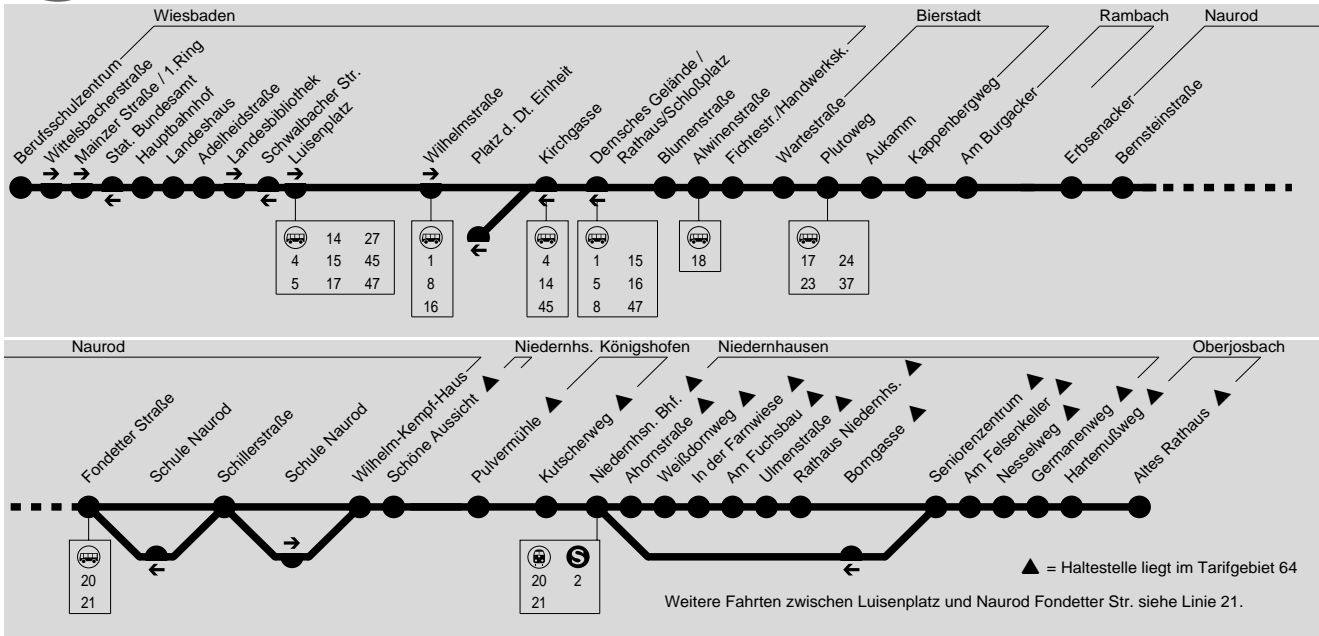 Wiesbaden
Bierstadt
Rambach
Naurod
Berufsschulzentrum
Wittelsbacherstraße
Mainzer Straße / 1.Ring
Stat. Bundesamt
Hauptbahnhof
Landeshaus
Adelheidstraße
Landesbibliothek
Schwalbacher Str.
Luisenplatz
Wilhelmstraße
Platz d. Dt. Einheit
Kirchgasse
Dernsches Gelände /
Rathaus/Schloßplatz
Blumenstraße
Alwinenstraße
Fichtestr./Handwerksk.
Wartestraße
Plutoweg
Aukamm
Kappenbergweg
Am Burgacker
Erbsenacker
Bernsteinstraße
→ → ← → ← → → ← ← ←
14 27
4 15 45
5 17 47
1
8
16
4
14
45
1 15
5 16
8 47
18
17 24
23 37
Naurod
Niedernhs.
Königshofen
Niedernhausen
Oberjosbach
Fondetter Straße
Schule Naurod
Schillerstraße
Schule Naurod
Wilhelm-Kempf-Haus
Schöne Aussicht ▲
Pulvermühle ▲
Kutscherweg ▲
Niedernhsn. Bhf. ▲
Ahornstraße ▲
Weißdornweg ▲
In der Farnwiese ▲
Am Fuchsbau ▲
Ulmenstraße ▲
Rathaus Niedernhs. ▲
Borngasse ▲
Seniorenzentrum ▲
Am Felsenkeller ▲
Nesselweg ▲
Germanenweg ▲
Hartemußweg ▲
Altes Rathaus ▲
← → ←
20
21
S
20 2
21
▲ = Haltestelle liegt im Tarifgebiet 64
Weitere Fahrten zwischen Luisenplatz und Naurod Fondetter Str. siehe Linie 21.